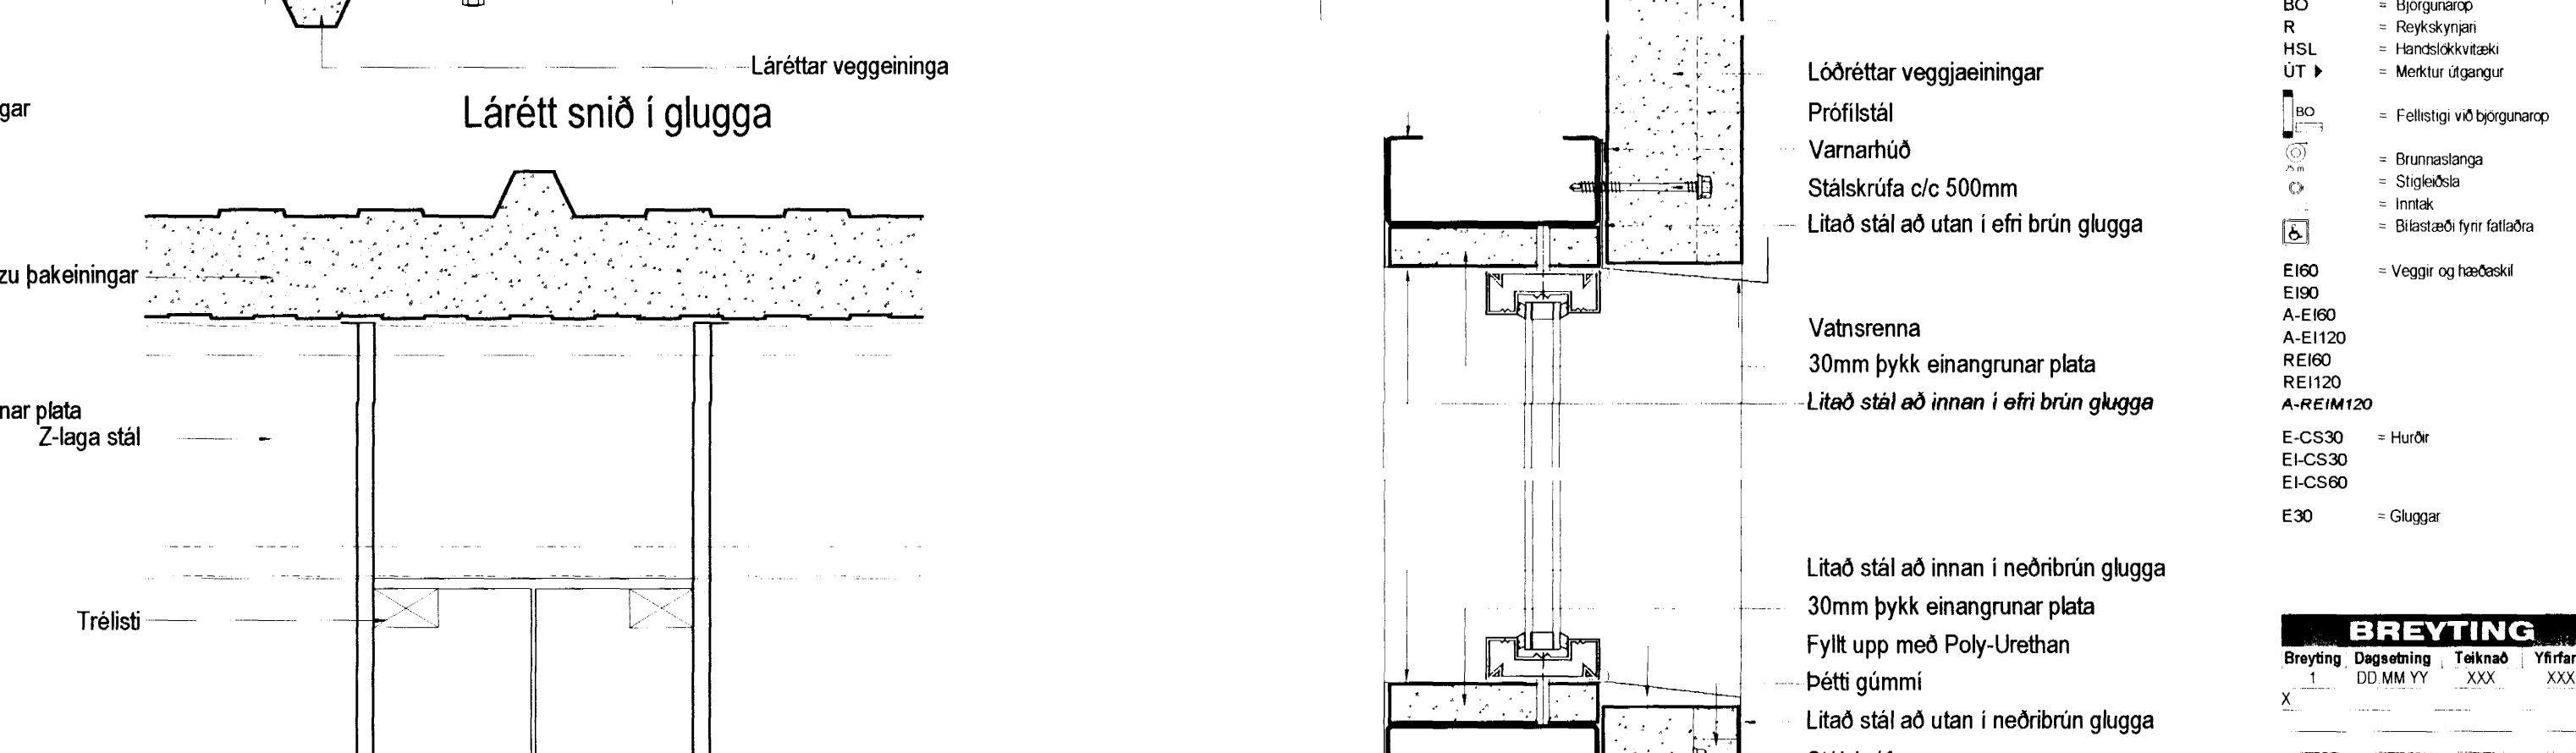 Láréttar veggeininga
gar
Lárétt snið í glugga
zu þakeiningar
nar plata
Z-laga stál
Trélisti
Lóðréttar veggjaeiningar
Prófílstál
Varnarhúð
Stálskrúfa c/c 500mm
Litað stál að utan í efri brún glugga
Vatnsrenna
30mm þykk einangrunar plata
Litað stál að innan í efri brún glugga
Litað stál að innan í neðribrún glugga
30mm þykk einangrunar plata
Fyllt upp með Poly-Urethan
Þétti gúmmí
Litað stál að utan í neðribrún glugga
BO = Björgunarop
R = Reykskynjari
HSL = Handslökkvitæki
ÚT = Merktur útgangur
BO = Fellistigi við björgunarop
= Brunnaslanga
25 m
= Stigleiðsla
= Inntak
= Bílastæði fyrir fatlaðra
EI60 = Veggir og hæðaskil
EI90
A-EI60
A-EI120
REI60
REI120
A-REIM120
E-CS30 = Hurðir
EI-CS30
EI-CS60
E30 = Gluggar
BREYTING
Breyting Dagsetning Teiknað Yfirfar
1 DD.MM YY XXX XXX
X